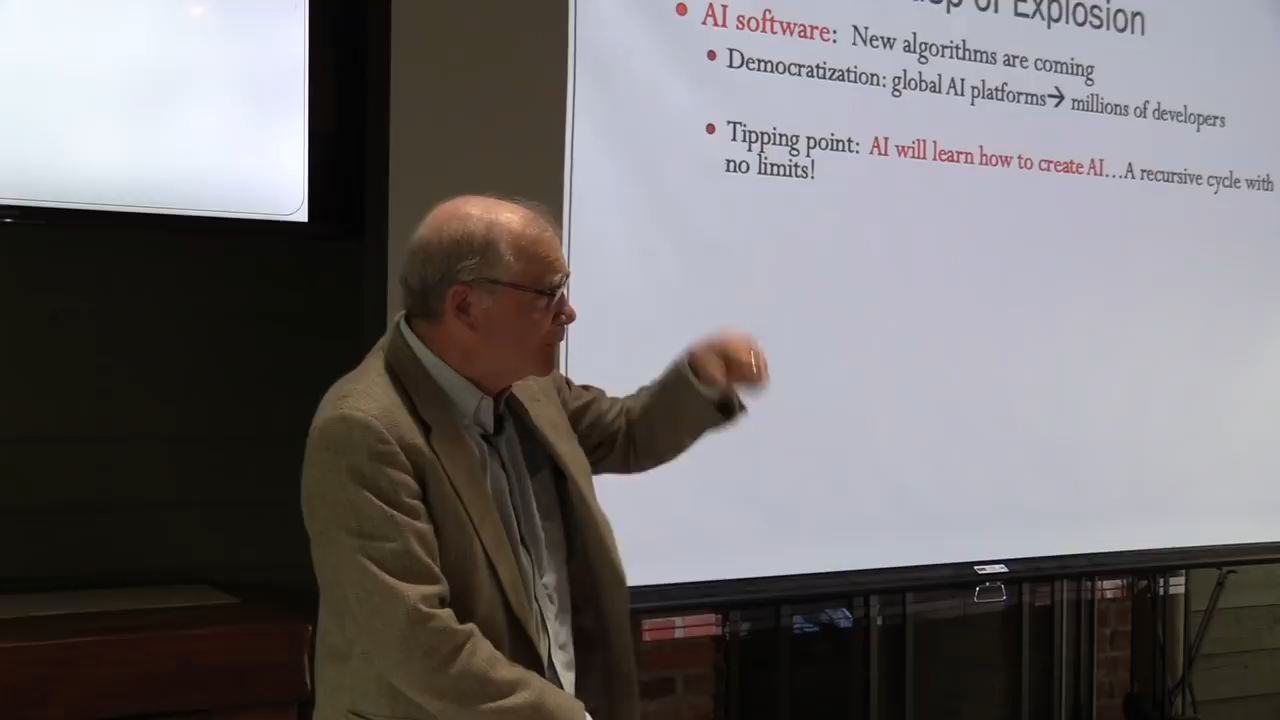 of Explosion
• AI software: New algorithms are coming
• Democratization: global AI platforms→ millions of developers
• Tipping point: AI will learn how to create AI…A recursive cycle with
no limits!